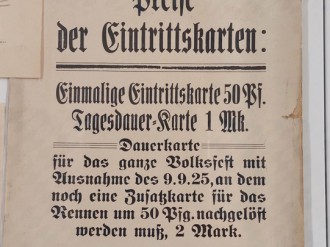 Preise
der Eintrittskarten:
Einmalige Eintrittskarte 50 Pf.
Tagesdauer-Karte 1 Mk.
Dauerkarte
für das ganze Volksfest mit
Ausnahme des 9.9.25, an dem
noch eine Zusatzkarte für das
Rennen um 50 Pfg. nachgelöst
werden muß, 2 Mark.